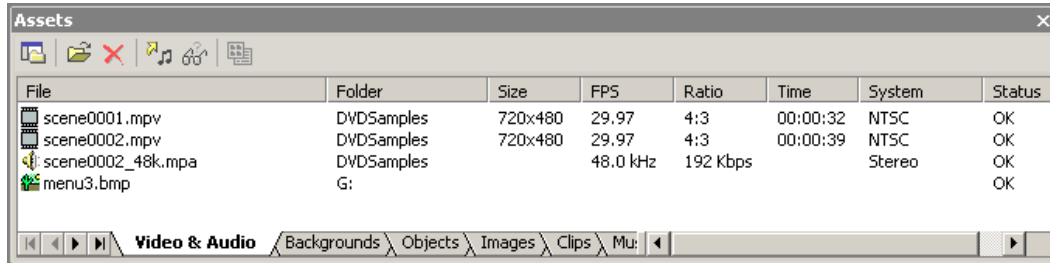 Assets
File Folder Size FPS Ratio Time System Status
scene0001.mpv DVDSamples 720x480 29.97 4:3 00:00:32 NTSC OK
scene0002.mpv DVDSamples 720x480 29.97 4:3 00:00:39 NTSC OK
scene0002_48k.mpa DVDSamples 48.0 kHz 192 Kbps Stereo OK
menu3.bmp G: OK
Video & Audio Backgrounds Objects Images Clips